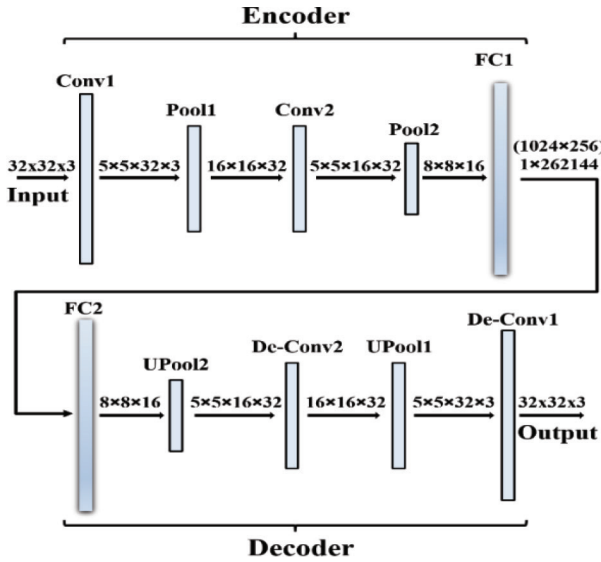 Encoder
FC1
Conv1
Pool1
Conv2
Pool2
32x32x3
5×5×32×3
16×16×32
5×5×16×32
8×8×16
(1024×256)
1×262144
Input
FC2
De-Conv1
UPool2
De-Conv2
UPool1
8×8×16
5×5×16×32
16×16×32
5×5×32×3
32x32x3
Output
Decoder